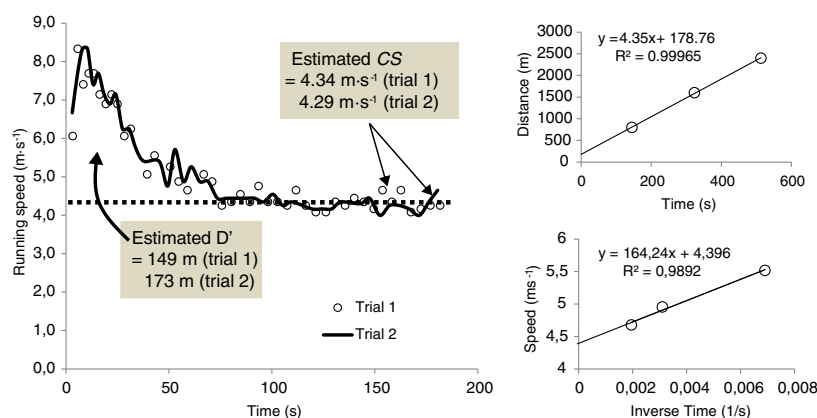 9,0
8,0
7,0
6,0
5,0
4,0
3,0
2,0
1,0
0,0
Running speed (m·s⁻¹)
Estimated CS
= 4.34 m·s⁻¹ (trial 1)
4.29 m·s⁻¹ (trial 2)
Estimated D’
= 149 m (trial 1)
173 m (trial 2)
Trial 1
Trial 2
0 50 100 150 200
Time (s)
3000
2500
2000
1500
1000
500
0
Distance (m)
y =4.35x+ 178.76
R² = 0.99965
0 200 400 600
Time (s)
6
5,5
5
4,5
4
Speed (ms⁻¹)
y = 164,24x + 4,396
R² = 0,9892
0 0,002 0,004 0,006 0,008
Inverse Time (1/s)